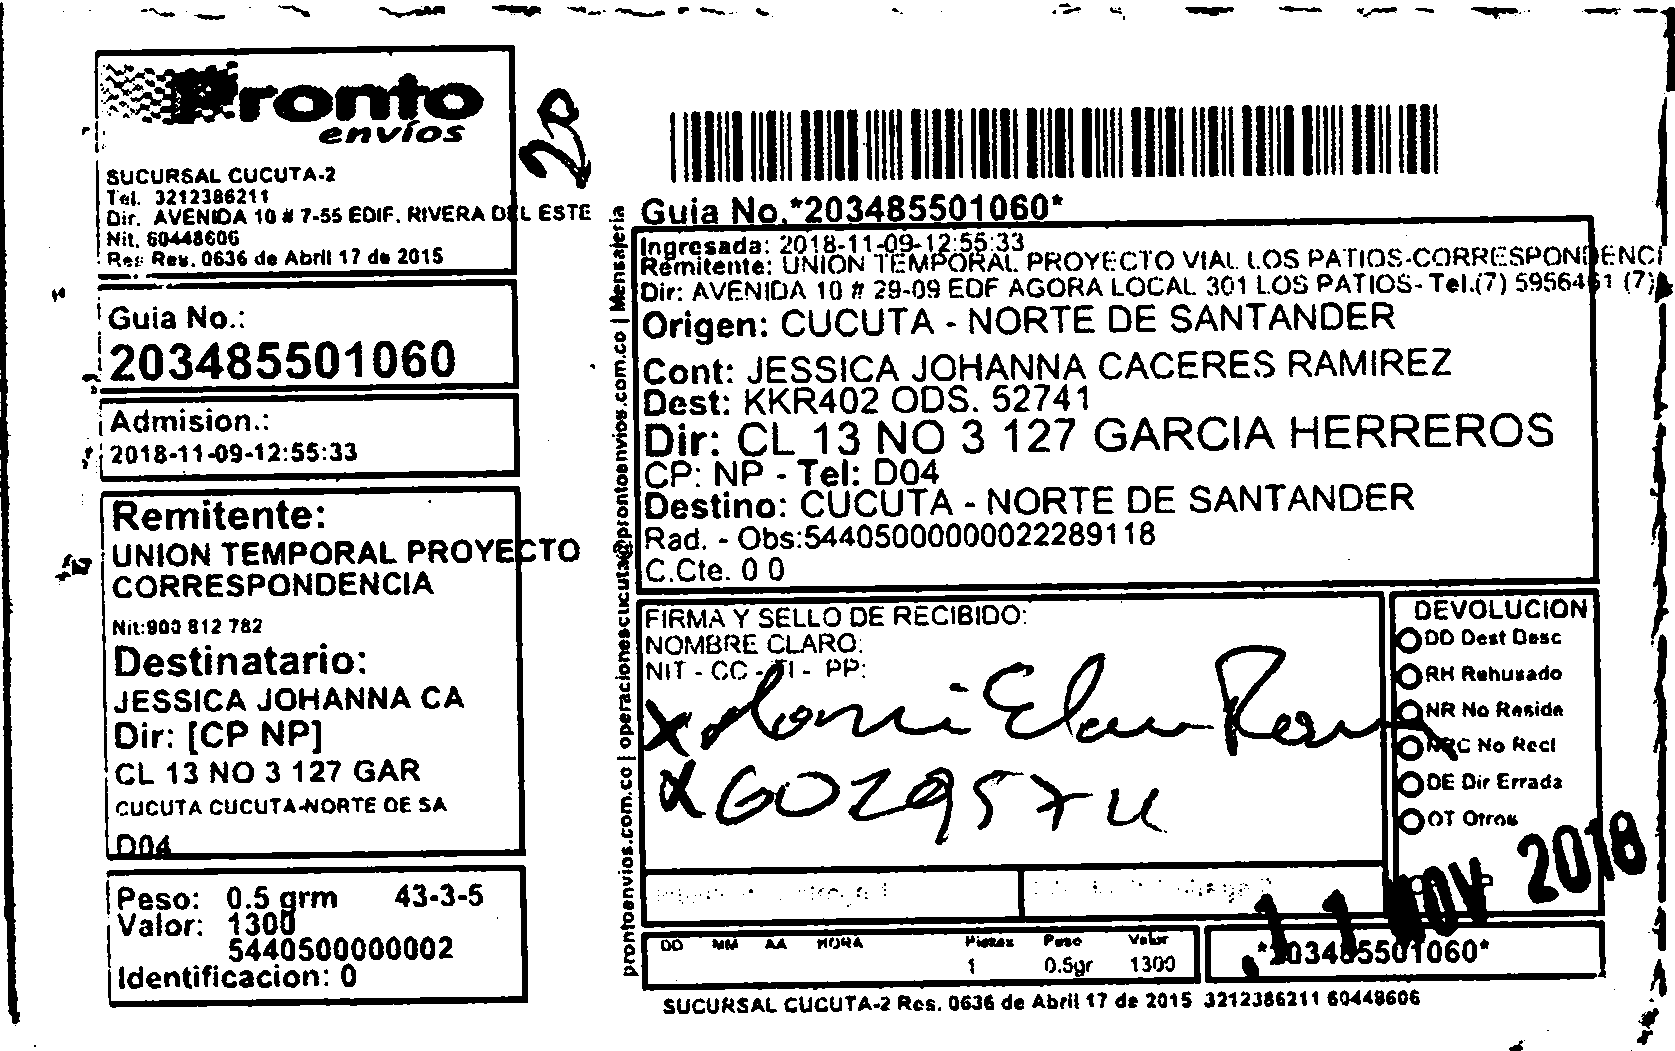 Pronto
envíos
SUCURSAL CUCUTA-2
Tel. 3212386211
Dir. AVENIDA 10 # 7-55 EDIF. RIVERA DEL ESTE
Nit. 60448606
Res Res. 0636 de Abril 17 de 2015
20
Guia No.:
203485501060
Admision.:
2018-11-09-12:55:33
Remitente:
UNION TEMPORAL PROYECTO
CORRESPONDENCIA
Nit:900 812 782
Destinatario:
JESSICA JOHANNA CA
Dir: [CP NP]
CL 13 NO 3 127 GAR
CUCUTA CUCUTA-NORTE DE SA
D04
Peso: 0.5 grm 43-3-5
Valor: 1300
5440500000002
Identificacion: 0
prontoenvios.com.co | operacionescucuta@prontoenvios.com.co | Mensajeria
Guia No.*203485501060*
Ingresada: 2018-11-09-12:55:33
Remitente: UNION TEMPORAL PROYECTO VIAL LOS PATIOS-CORRESPONDENCI
Dir: AVENIDA 10 # 29-09 EDF AGORA LOCAL 301 LOS PATIOS- Tel.(7) 5956461 (7)
Origen: CUCUTA - NORTE DE SANTANDER
Cont: JESSICA JOHANNA CACERES RAMIREZ
Dest: KKR402 ODS. 52741
Dir: CL 13 NO 3 127 GARCIA HERREROS
CP: NP - Tel: D04
Destino: CUCUTA - NORTE DE SANTANDER
Rad. - Obs:544050000000022289118
C.Cte. 0 0
FIRMA Y SELLO DE RECIBIDO:
NOMBRE CLARO:
NIT - CC - TI - PP:
DEVOLUCION
DD Dest Desc
RH Rehusado
NR No Reside
NRC No Recl
DE Dir Errada
OT Otros
11 NOV 2018
DD MM AA HORA Piezas Peso Valor
1 0.5gr 1300
*203485501060*
SUCURSAL CUCUTA-2 Res. 0636 de Abril 17 de 2015 3212386211 60448606